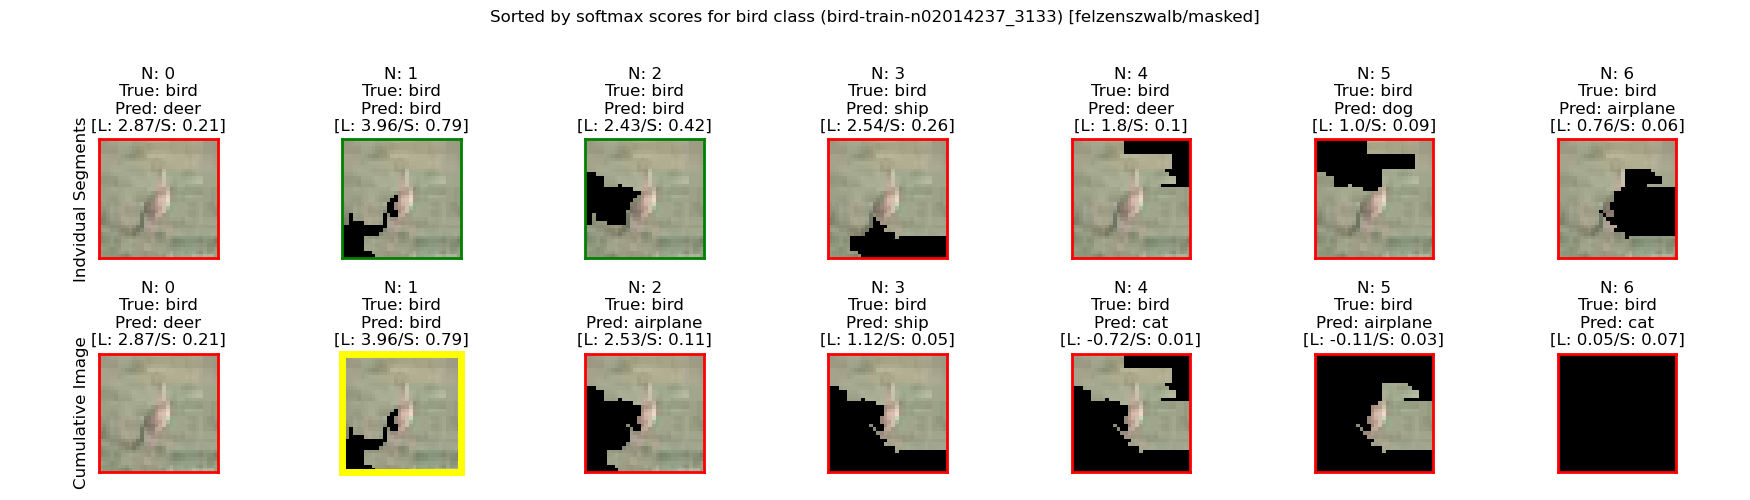 Sorted by softmax scores for bird class (bird-train-n02014237_3133) [felzenszwalb/masked]
Indvidual Segments
N: 0
True: bird
Pred: deer
[L: 2.87/S: 0.21]
N: 1
True: bird
Pred: bird
[L: 3.96/S: 0.79]
N: 2
True: bird
Pred: bird
[L: 2.43/S: 0.42]
N: 3
True: bird
Pred: ship
[L: 2.54/S: 0.26]
N: 4
True: bird
Pred: deer
[L: 1.8/S: 0.1]
N: 5
True: bird
Pred: dog
[L: 1.0/S: 0.09]
N: 6
True: bird
Pred: airplane
[L: 0.76/S: 0.06]
Cumulative Image
N: 0
True: bird
Pred: deer
[L: 2.87/S: 0.21]
N: 1
True: bird
Pred: bird
[L: 3.96/S: 0.79]
N: 2
True: bird
Pred: airplane
[L: 2.53/S: 0.11]
N: 3
True: bird
Pred: ship
[L: 1.12/S: 0.05]
N: 4
True: bird
Pred: cat
[L: -0.72/S: 0.01]
N: 5
True: bird
Pred: airplane
[L: -0.11/S: 0.03]
N: 6
True: bird
Pred: cat
[L: 0.05/S: 0.07]